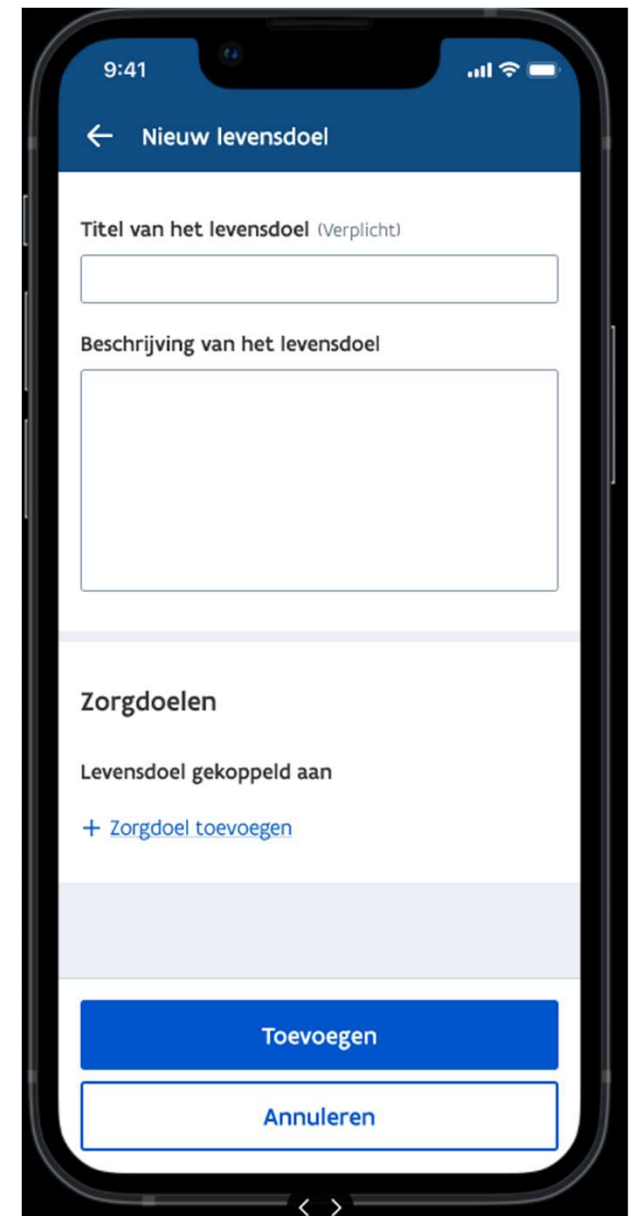 9:41
Nieuw levensdoel
Titel van het levensdoel (Verplicht)
Beschrijving van het levensdoel
Zorgdoelen
Levensdoel gekoppeld aan
+ Zorgdoel toevoegen
Toevoegen
Annuleren